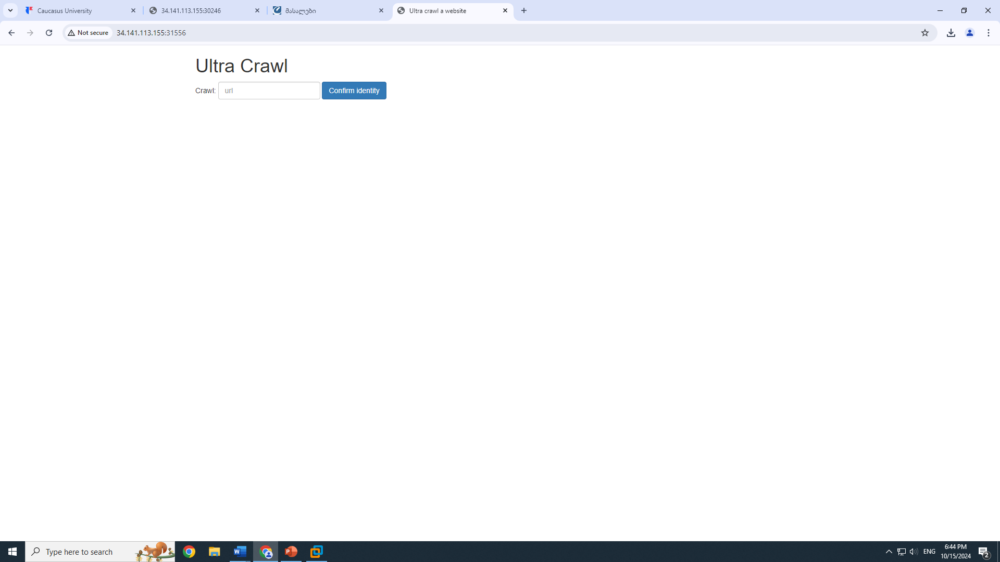 Caucasus University
34.141.113.155:30246
მასალები
Ultra crawl a website
Not secure
34.141.113.155:31556
Ultra Crawl
Crawl: url Confirm identity
Type here to search
ENG
6:44 PM
10/15/2024
2